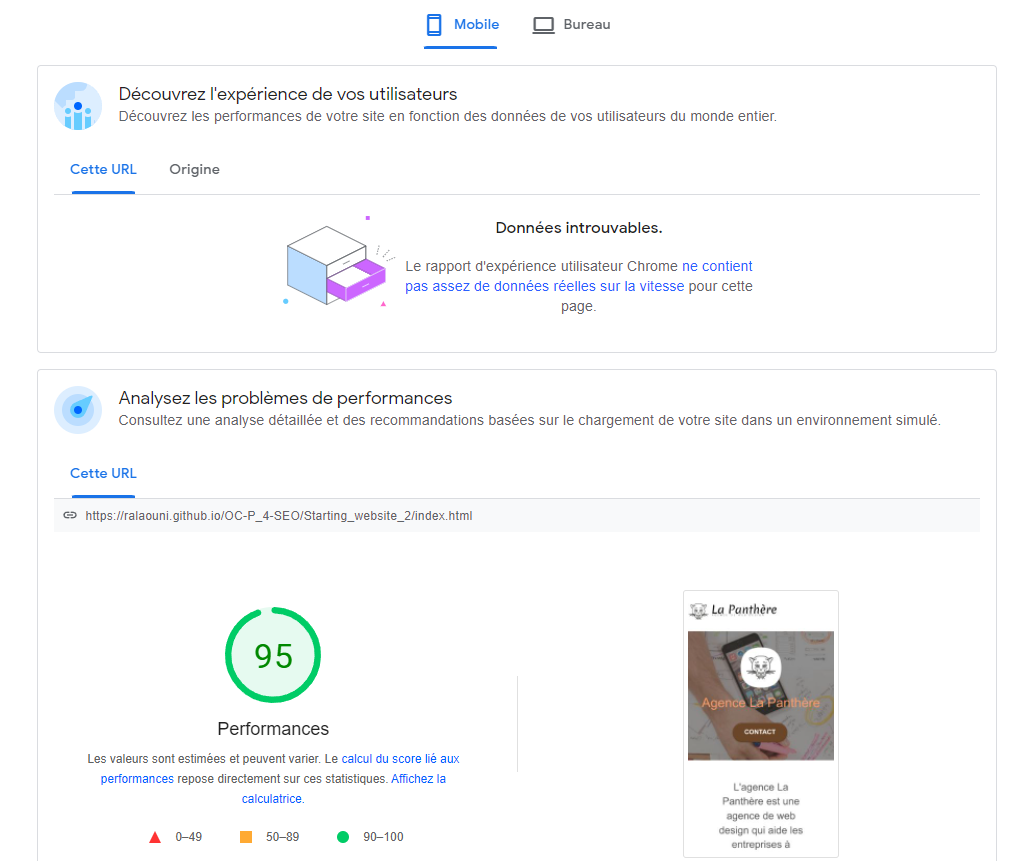 Mobile
Bureau
Découvrez l'expérience de vos utilisateurs
Découvrez les performances de votre site en fonction des données de vos utilisateurs du monde entier.
Cette URL
Origine
Données introuvables.
Le rapport d'expérience utilisateur Chrome ne contient
pas assez de données réelles sur la vitesse pour cette
page.
Analysez les problèmes de performances
Consultez une analyse détaillée et des recommandations basées sur le chargement de votre site dans un environnement simulé.
Cette URL
https://ralaouni.github.io/OC-P_4-SEO/Starting_website_2/index.html
95
Performances
Les valeurs sont estimées et peuvent varier. Le calcul du score lié aux
performances repose directement sur ces statistiques. Affichez la
calculatrice.
0–49
50–89
90–100
La Panthère
Agence La Panthère
CONTACT
L'agence La
Panthère est une
agence de web
design qui aide les
entreprises à